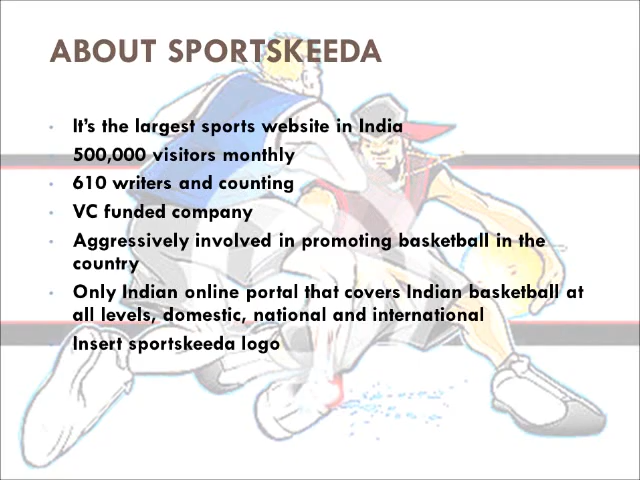 ABOUT SPORTSKEEDA
It's the largest sports website in India
500,000 visitors monthly
610 writers and counting
VC funded company
Aggressively involved in promoting basketball in the
country
Only Indian online portal that covers Indian basketball at
all levels, domestic, national and international
Insert sportskeeda logo